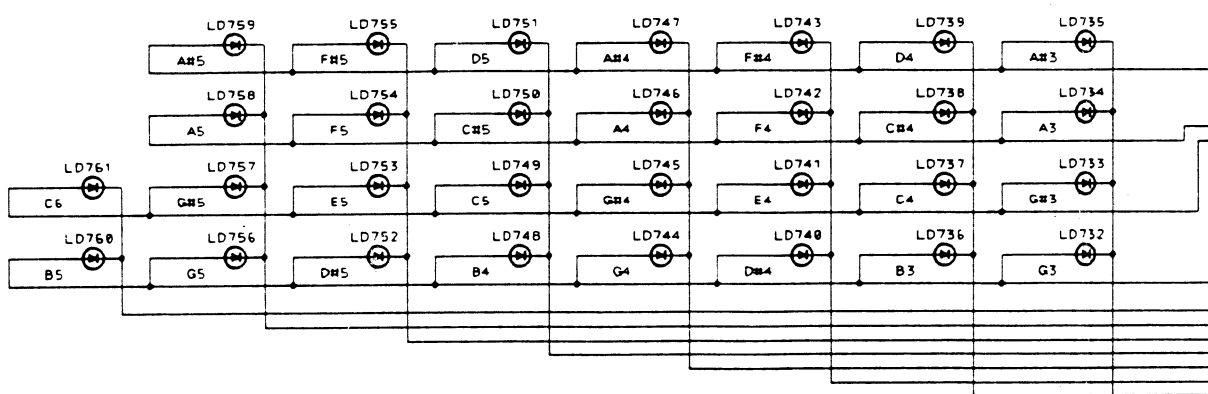 LD759 LD755 LD751 LD747 LD743 LD739 LD735
A#5 F#5 D5 A#4 F#4 D4 A#3
LD758 LD754 LD750 LD746 LD742 LD738 LD734
A5 F5 C#5 A4 F4 C#4 A3
LD761 LD757 LD753 LD749 LD745 LD741 LD737 LD733
C6 G#5 E5 C5 G#4 E4 C4 G#3
LD760 LD756 LD752 LD748 LD744 LD740 LD736 LD732
B5 G5 D#5 B4 G4 D#4 B3 G3